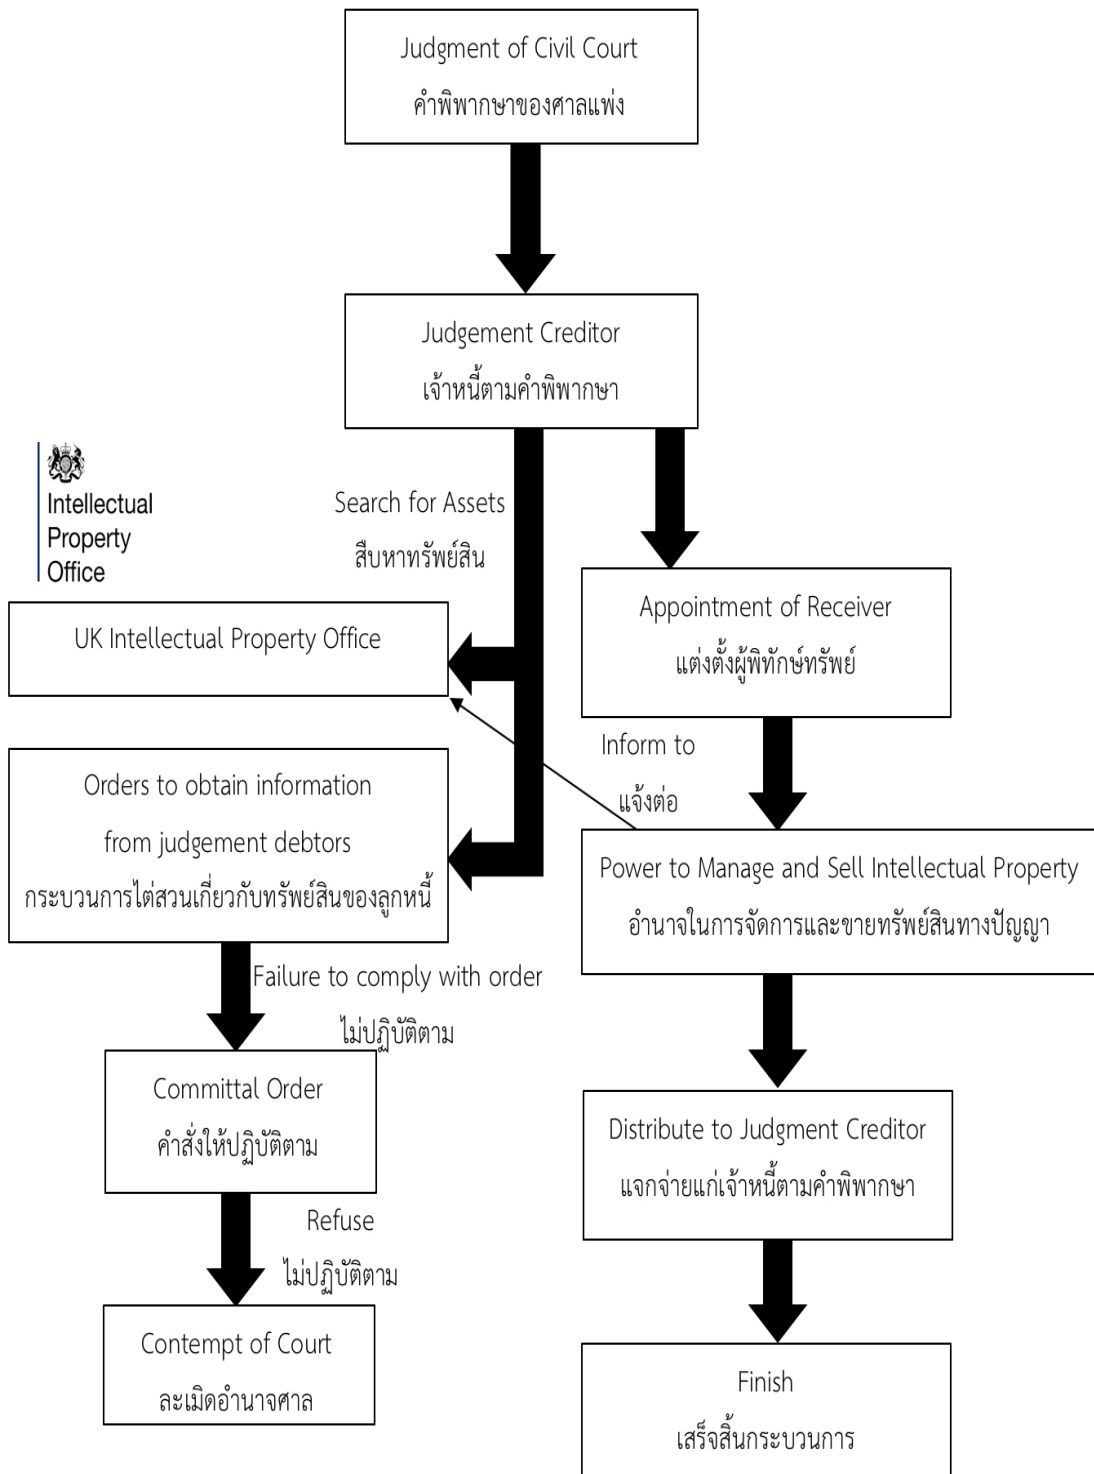 Judgment of Civil Court
คำพิพากษาของศาลแพ่ง
Judgement Creditor
เจ้าหนี้ตามคำพิพากษา
Intellectual
Property
Office
Search for Assets
สืบหาทรัพย์สิน
UK Intellectual Property Office
Appointment of Receiver
แต่งตั้งผู้พิทักษ์ทรัพย์
Inform to
แจ้งต่อ
Orders to obtain information
from judgement debtors
กระบวนการไต่สวนเกี่ยวกับทรัพย์สินของลูกหนี้
Power to Manage and Sell Intellectual Property
อำนาจในการจัดการและขายทรัพย์สินทางปัญญา
Failure to comply with order
ไม่ปฏิบัติตาม
Committal Order
คำสั่งให้ปฏิบัติตาม
Distribute to Judgment Creditor
แจกจ่ายแก่เจ้าหนี้ตามคำพิพากษา
Refuse
ไม่ปฏิบัติตาม
Contempt of Court
ละเมิดอำนาจศาล
Finish
เสร็จสิ้นกระบวนการ